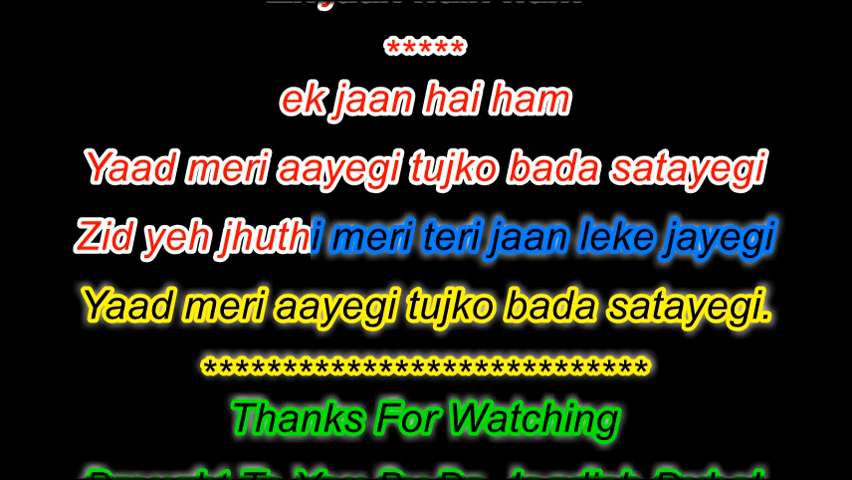 *****
ek jaan hai ham
Yaad meri aayegi tujko bada satayegi
Zid yeh jhuthi meri teri jaan leke jayegi
Yaad meri aayegi tujko bada satayegi.
****************************
Thanks For Watching